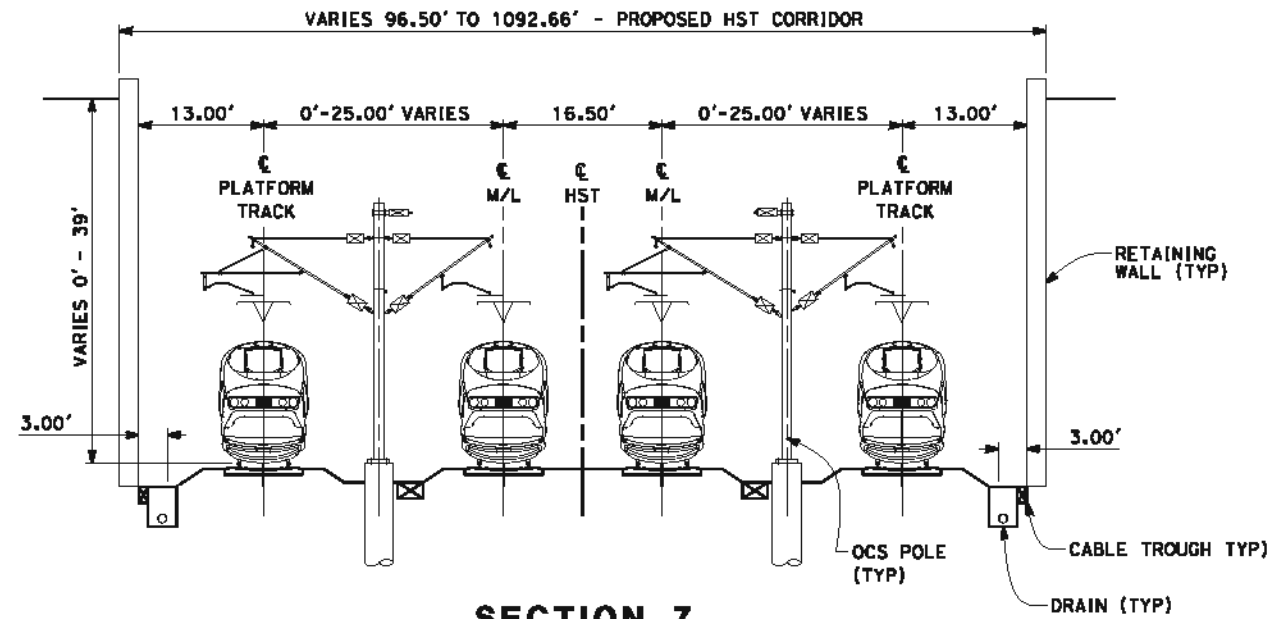 VARIES 96.50' TO 1092.66' - PROPOSED HST CORRIDOR
13.00'
0'-25.00' VARIES
16.50'
0'-25.00' VARIES
13.00'
℄
PLATFORM
TRACK
℄
M/L
℄
HST
℄
M/L
℄
PLATFORM
TRACK
VARIES 0' - 39'
RETAINING
WALL (TYP)
3.00'
3.00'
OCS POLE
(TYP)
CABLE TROUGH TYP)
DRAIN (TYP)